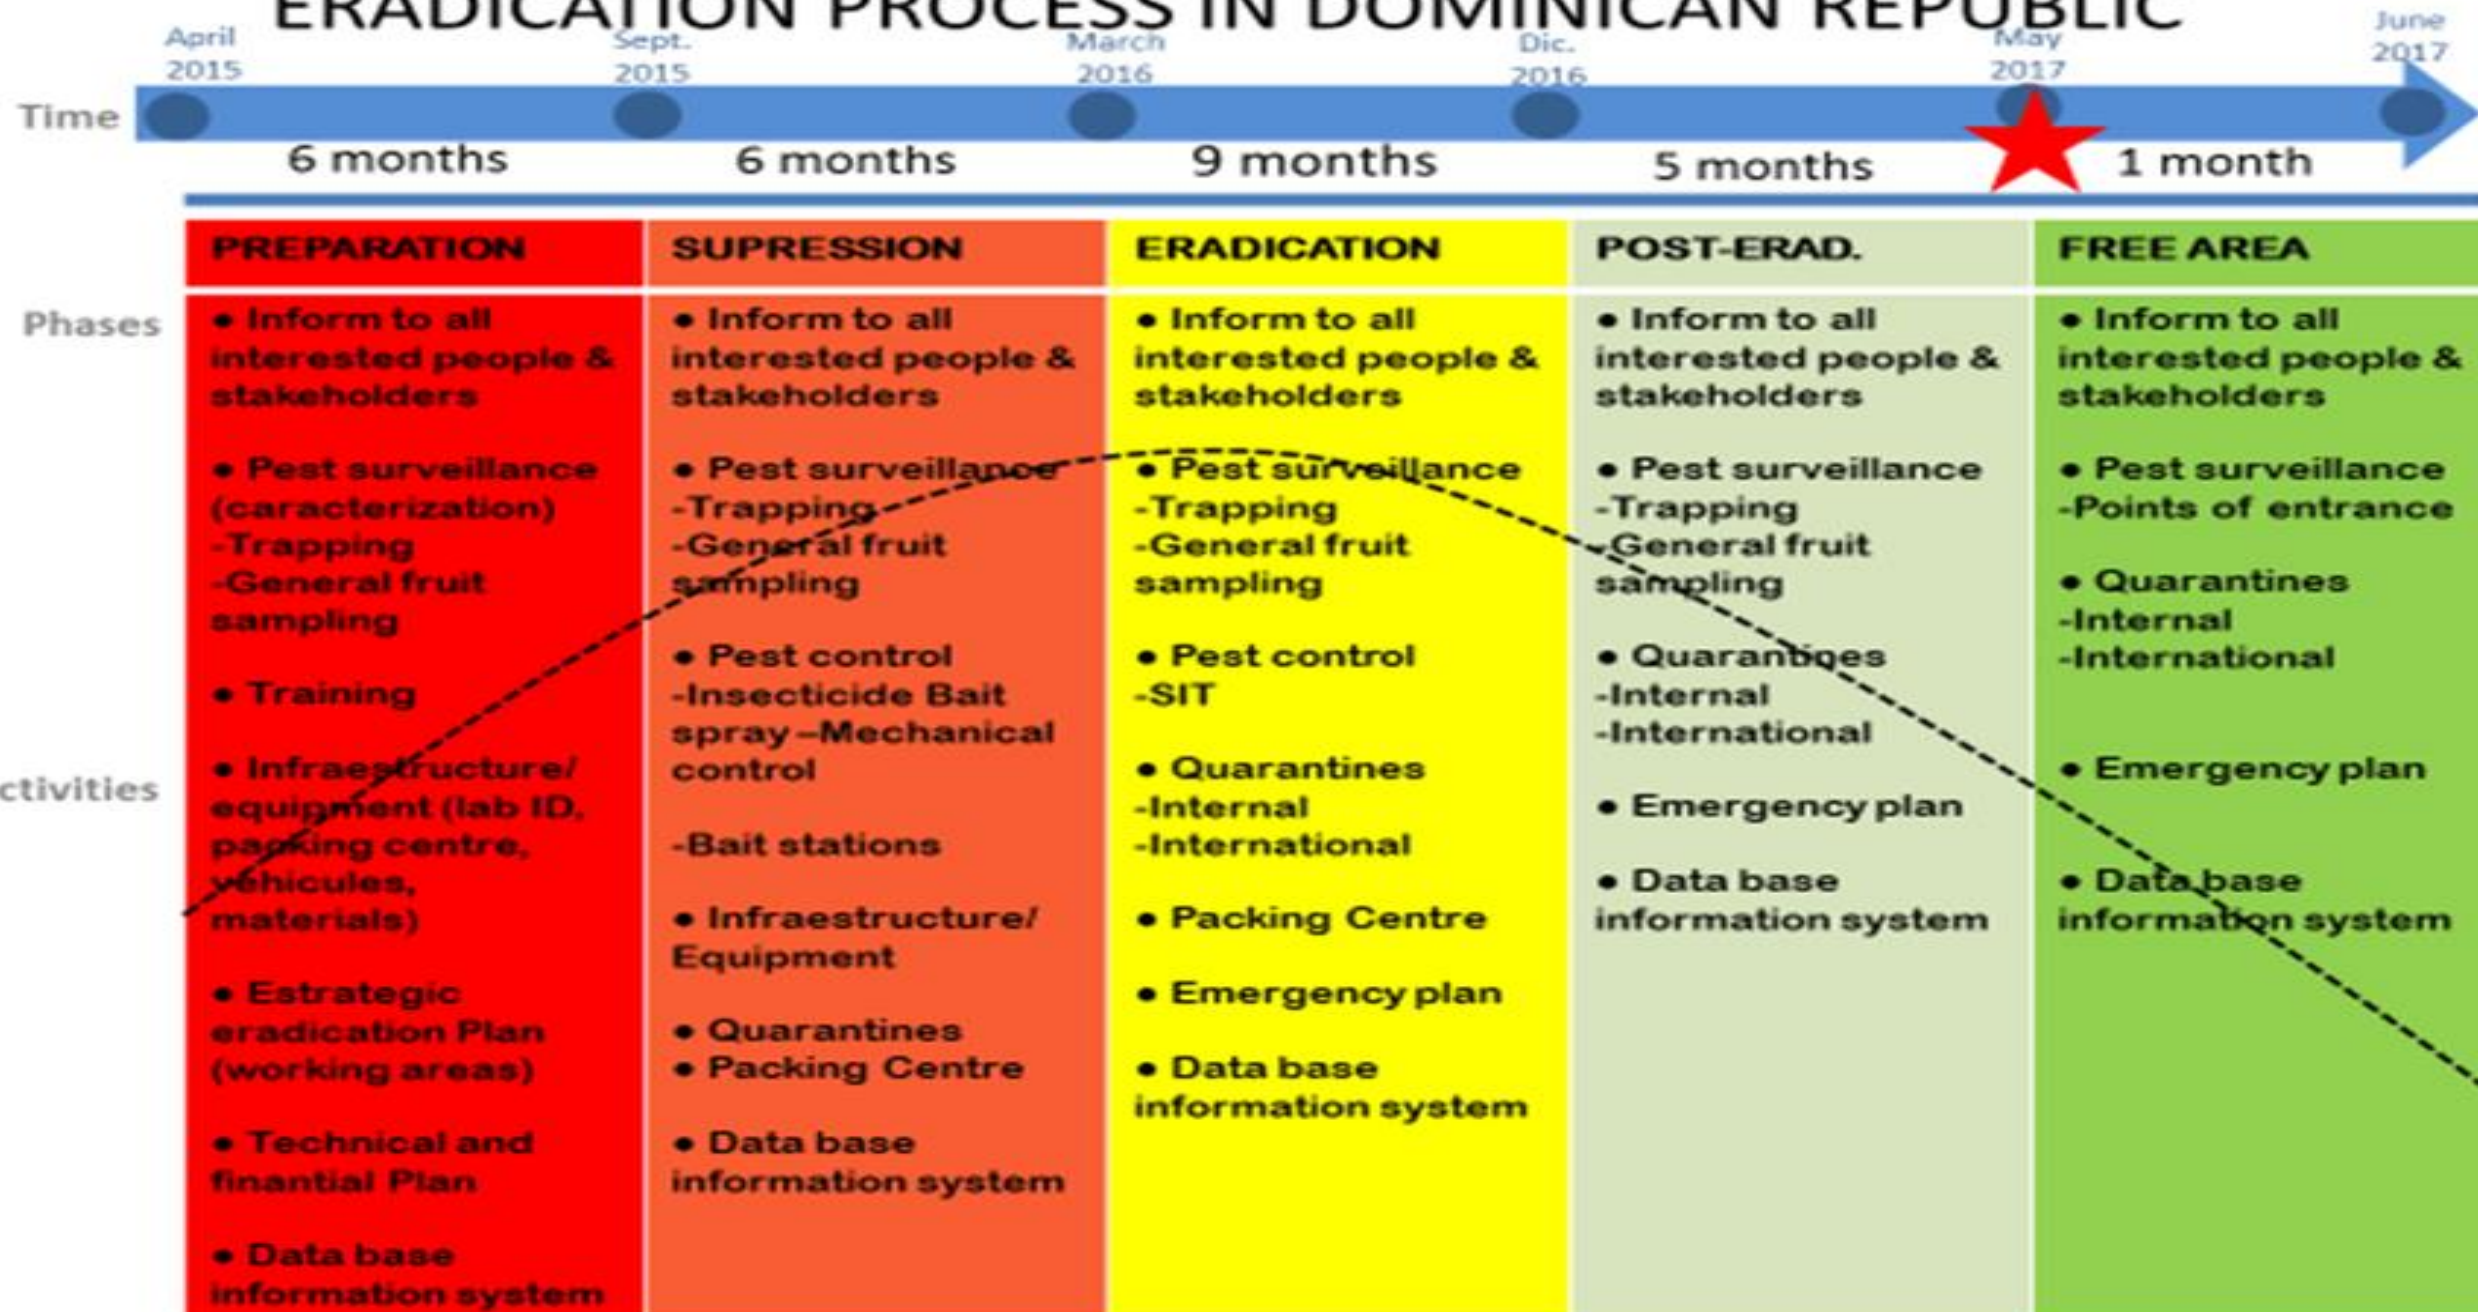 ERADICATION PROCESS IN DOMINICAN REPUBLIC
April
2015
Sept.
2015
March
2016
Dic.
2016
May
2017
June
2017
Time
6 months
6 months
9 months
5 months
1 month
Phases
ctivities
PREPARATION
• Inform to all
interested people &
stakeholders
• Pest surveillance
(caracterization)
-Trapping
-General fruit
sampling
• Training
• Infraestructure/
equipment (lab ID,
packing centre,
vehicules,
materials)
• Estrategic
eradication Plan
(working areas)
• Technical and
finantial Plan
• Data base
information system
SUPRESSION
• Inform to all
interested people &
stakeholders
• Pest surveillance
-Trapping
-General fruit
sampling
• Pest control
-Insecticide Bait
spray –Mechanical
control
-Bait stations
• Infraestructure/
Equipment
• Quarantines
• Packing Centre
• Data base
information system
ERADICATION
• Inform to all
interested people &
stakeholders
• Pest surveillance
-Trapping
-General fruit
sampling
• Pest control
-SIT
• Quarantines
-Internal
-International
• Packing Centre
• Emergency plan
• Data base
information system
POST-ERAD.
• Inform to all
interested people &
stakeholders
• Pest surveillance
-Trapping
-General fruit
sampling
• Quarantines
-Internal
-International
• Emergency plan
• Data base
information system
FREE AREA
• Inform to all
interested people &
stakeholders
• Pest surveillance
-Points of entrance
• Quarantines
-Internal
-International
• Emergency plan
• Data base
information system